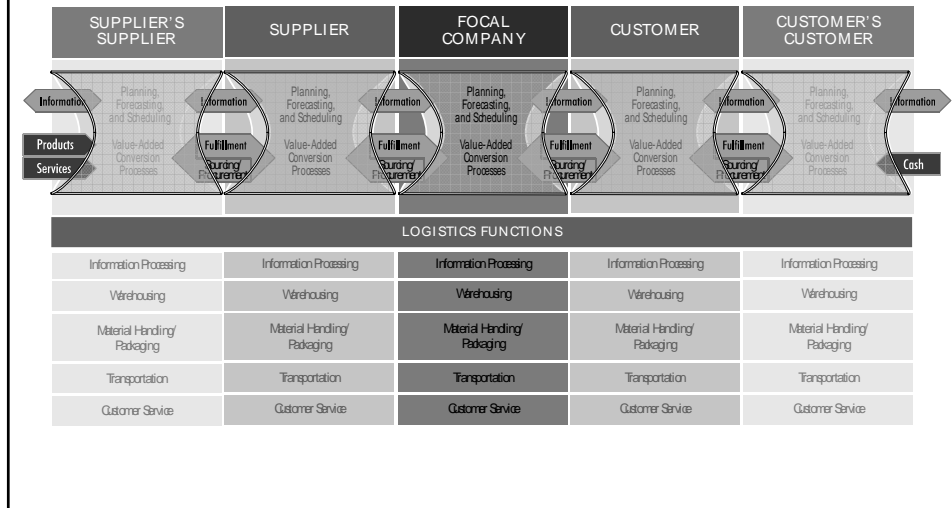 SUPPLIER'S
SUPPLIER
SUPPLIER
FOCAL
COMPANY
CUSTOMER
CUSTOMER'S
CUSTOMER
Information
Planning,
Forecasting,
and Scheduling
Information
Planning,
Forecasting,
and Scheduling
Information
Planning,
Forecasting,
and Scheduling
Information
Planning,
Forecasting,
and Scheduling
Information
Planning,
Forecasting,
and Scheduling
Information
Products
Services
Value-Added
Conversion
Processes
Fulfillment
Sourcing/
Procurement
Value-Added
Conversion
Processes
Fulfillment
Sourcing/
Procurement
Value-Added
Conversion
Processes
Fulfillment
Sourcing/
Procurement
Value-Added
Conversion
Processes
Fulfillment
Sourcing/
Procurement
Value-Added
Conversion
Processes
Cash
LOGISTICS FUNCTIONS
Information Processing
Information Processing
Information Processing
Information Processing
Information Processing
Warehousing
Warehousing
Warehousing
Warehousing
Warehousing
Material Handling/
Packaging
Material Handling/
Packaging
Material Handling/
Packaging
Material Handling/
Packaging
Material Handling/
Packaging
Transportation
Transportation
Transportation
Transportation
Transportation
Customer Service
Customer Service
Customer Service
Customer Service
Customer Service